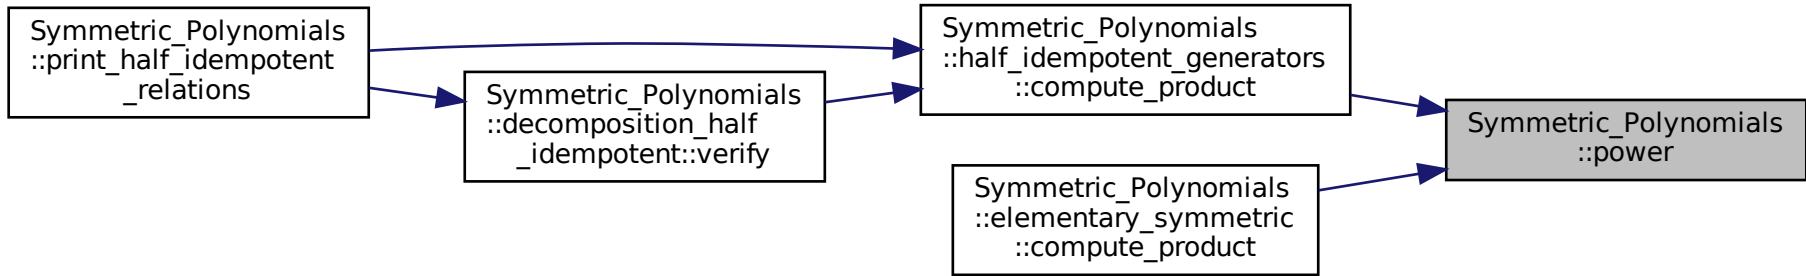 Symmetric_Polynomials
::print_half_idempotent
_relations
Symmetric_Polynomials
::decomposition_half
_idempotent::verify
Symmetric_Polynomials
::half_idempotent_generators
::compute_product
Symmetric_Polynomials
::elementary_symmetric
::compute_product
Symmetric_Polynomials
::power